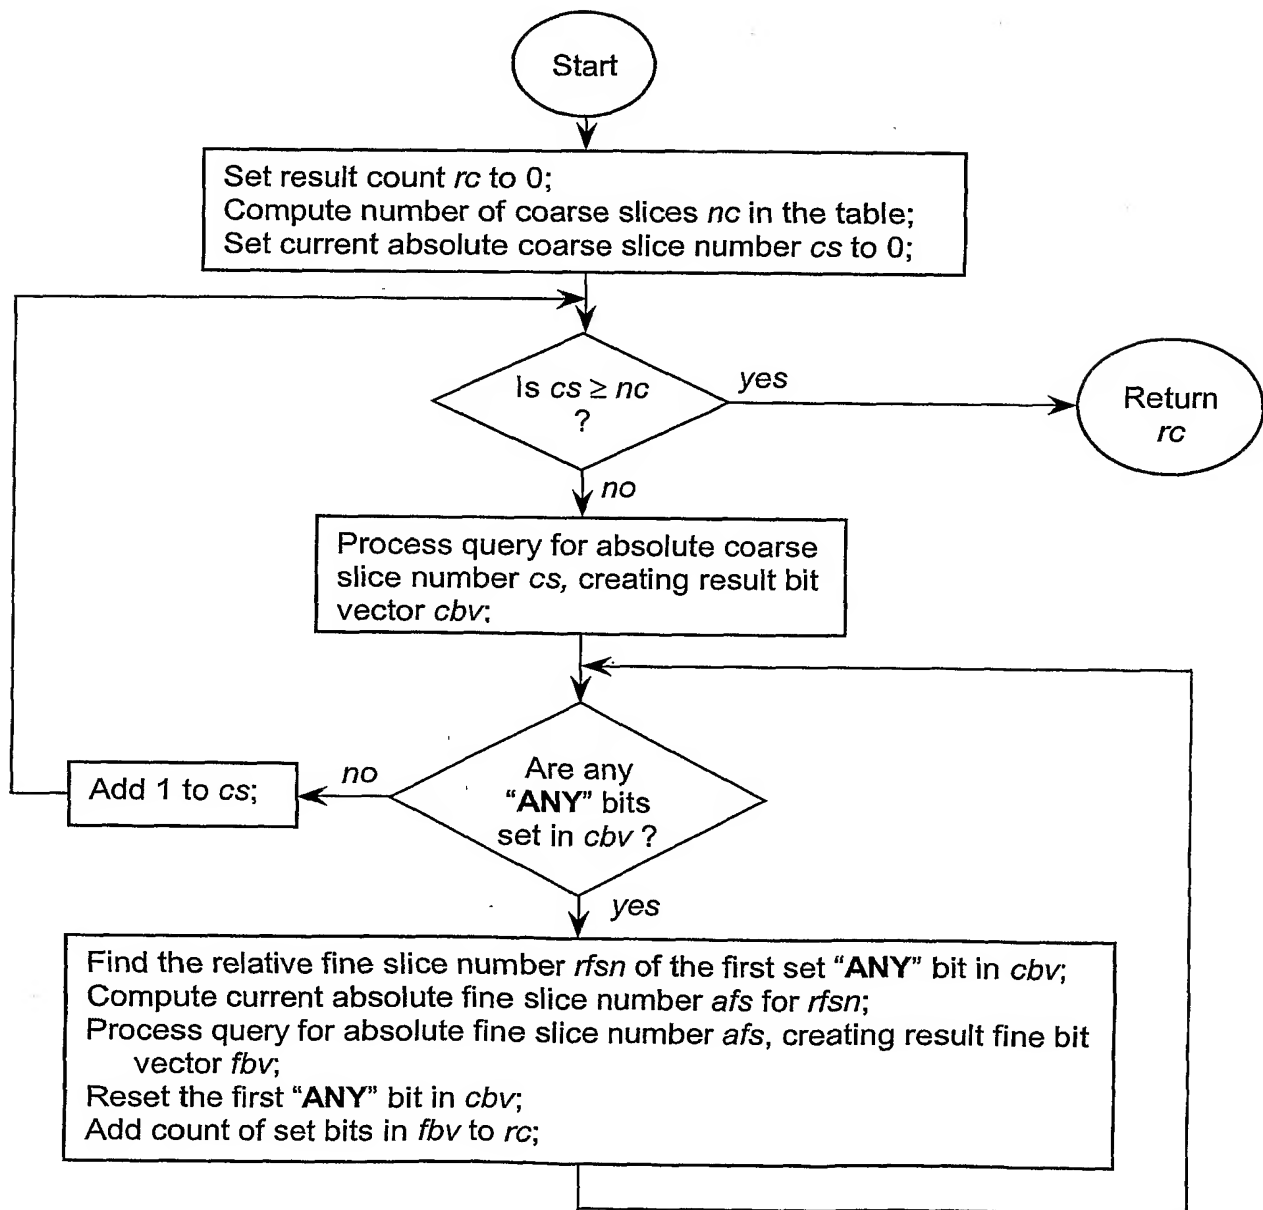 Start
Set result count rc to 0;
Compute number of coarse slices nc in the table;
Set current absolute coarse slice number cs to 0;
Is cs ≥ nc
?
yes
Return
rc
no
Process query for absolute coarse
slice number cs, creating result bit
vector cbv;
Are any
“ANY” bits
set in cbv ?
no
Add 1 to cs;
yes
Find the relative fine slice number rfsn of the first set “ANY” bit in cbv;
Compute current absolute fine slice number afs for rfsn;
Process query for absolute fine slice number afs, creating result fine bit
vector fbv;
Reset the first “ANY” bit in cbv;
Add count of set bits in fbv to rc;